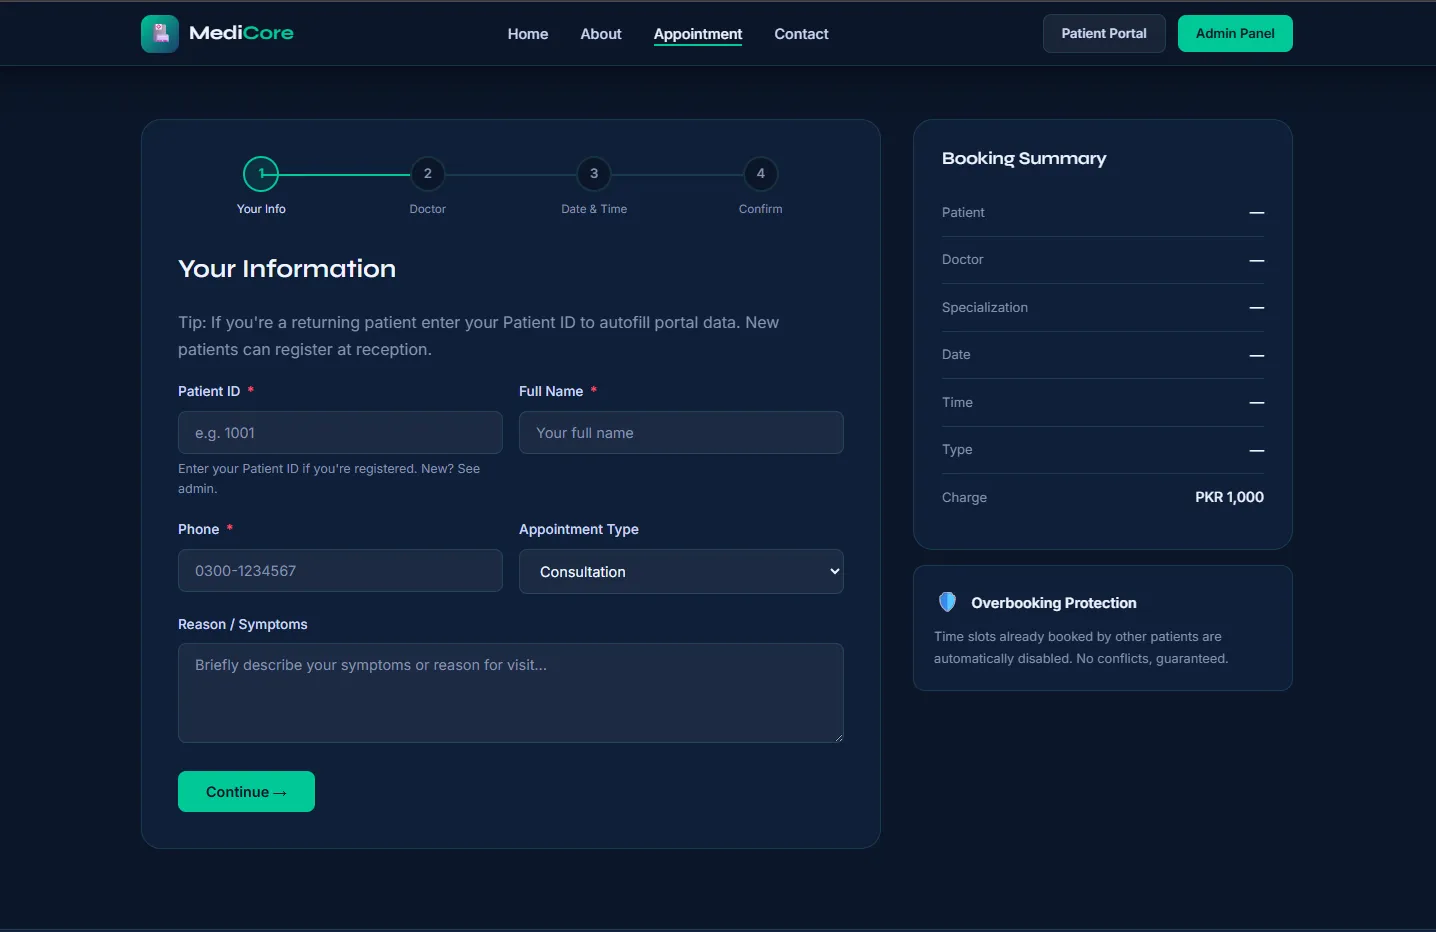 MediCore
Home
About
Appointment
Contact
Patient Portal
Admin Panel
1
2
3
4
Your Info
Doctor
Date & Time
Confirm
Your Information
Tip: If you're a returning patient enter your Patient ID to autofill portal data. New
patients can register at reception.
Patient ID *
Full Name *
e.g. 1001
Your full name
Enter your Patient ID if you're registered. New? See
admin.
Phone *
Appointment Type
0300-1234567
Consultation
Reason / Symptoms
Briefly describe your symptoms or reason for visit...
Continue →
Booking Summary
Patient —
Doctor —
Specialization —
Date —
Time —
Type —
Charge PKR 1,000
Overbooking Protection
Time slots already booked by other patients are
automatically disabled. No conflicts, guaranteed.